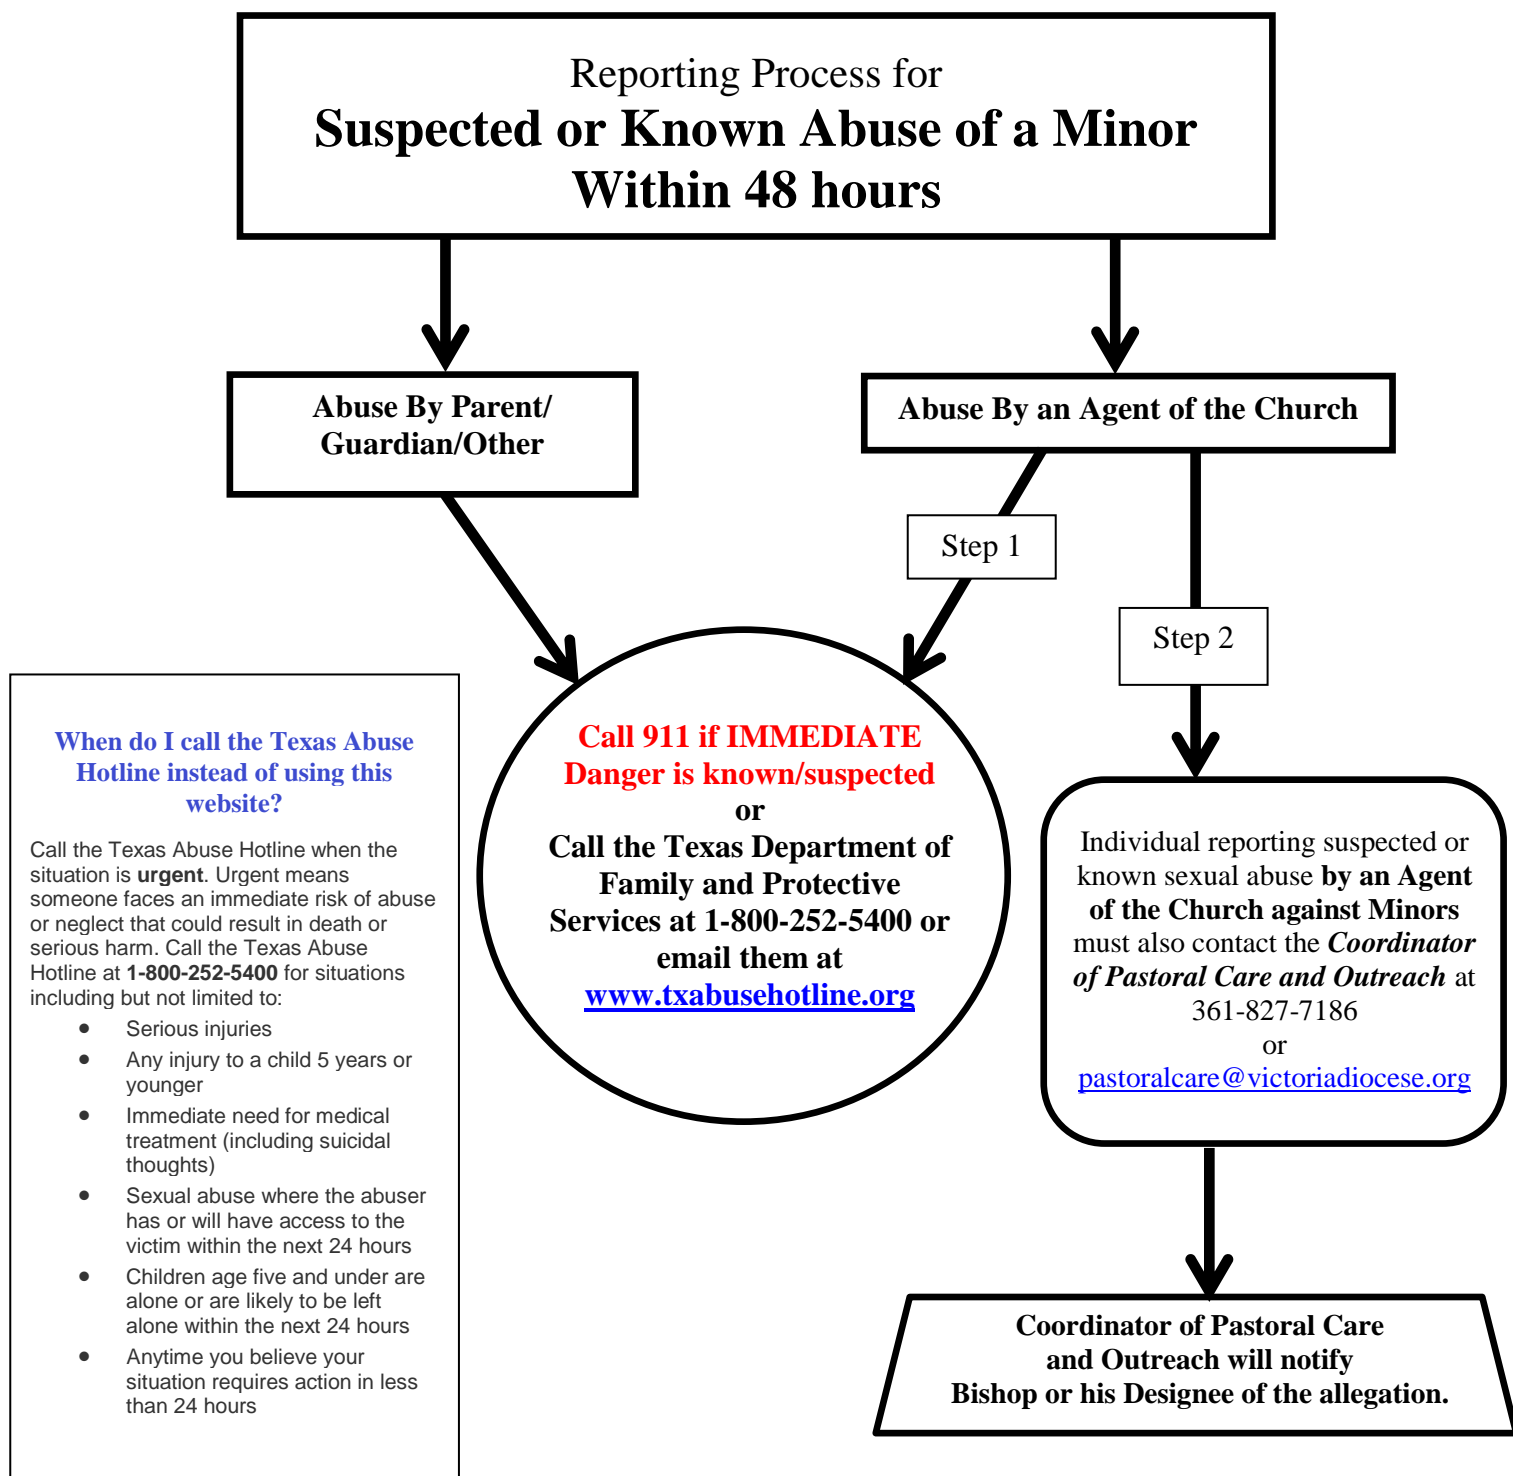 Reporting Process for
Suspected or Known Abuse of a Minor
Within 48 hours
Abuse By Parent/
Guardian/Other
Abuse By an Agent of the Church
Step 1
Step 2
When do I call the Texas Abuse
Hotline instead of using this
website?
Call the Texas Abuse Hotline when the
situation is urgent. Urgent means
someone faces an immediate risk of abuse
or neglect that could result in death or
serious harm. Call the Texas Abuse
Hotline at 1-800-252-5400 for situations
including but not limited to:
● Serious injuries
● Any injury to a child 5 years or
younger
● Immediate need for medical
treatment (including suicidal
thoughts)
● Sexual abuse where the abuser
has or will have access to the
victim within the next 24 hours
● Children age five and under are
alone or are likely to be left
alone within the next 24 hours
● Anytime you believe your
situation requires action in less
than 24 hours
Call 911 if IMMEDIATE
Danger is known/suspected
or
Call the Texas Department of
Family and Protective
Services at 1-800-252-5400 or
email them at
www.txabusehotline.org
Individual reporting suspected or
known sexual abuse by an Agent
of the Church against Minors
must also contact the Coordinator
of Pastoral Care and Outreach at
361-827-7186
or
pastoralcare@victoriadiocese.org
Coordinator of Pastoral Care
and Outreach will notify
Bishop or his Designee of the allegation.